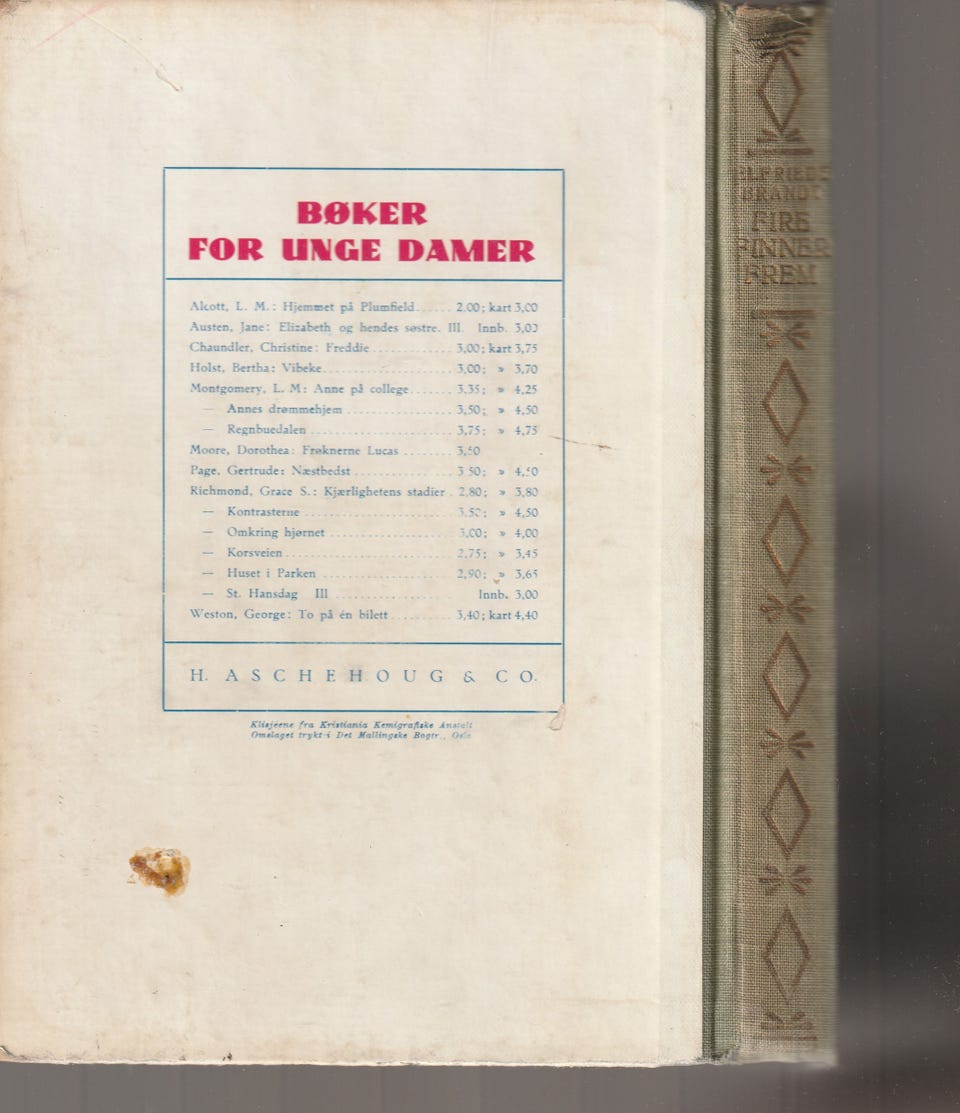 BØKER
FOR UNGE DAMER
Alcott, L. M.: Hjemmet på Plumfield...... 2.00; kart 3,00
Austen, Jane: Elizabeth og hendes søstre. Ill. Innb. 3,00
Chaundler, Christine: Freddie ............. 3,00; kart 3,75
Holst, Bertha: Vibeke..................... 3,00; » 3,70
Montgomery, L. M: Anne på college....... 3,35; » 4,25
— Annes drømmehjem .................. 3,50; » 4,50
— Regnbuedalen ........................ 3,75; » 4,75
Moore, Dorothea: Frøknerne Lucas ........ 3,50
Page, Gertrude: Næstbedst ................ 3 50; » 4,50
Richmond, Grace S.: Kjærlighetens stadier . 2,80; » 3,80
— Kontrasterne ......................... 3,50; » 4,50
— Omkring hjørnet ..................... 3,00; » 4,00
— Korsveien ............................ 2,75; » 3,45
— Huset i Parken ...................... 2,90; » 3,65
— St. Hansdag Ill ..................... Innb. 3,00
Weston, George: To på én bilett .......... 3,40; kart 4,40
H. ASCHEHOUG & CO.
Klisjéene fra Kristiania Kemigrafiske Anstalt
Omslaget trykt i Det Mallingske Bogtr., Oslo
ELFRIEDE
BRANDT
FIRE
FINNER
FREM